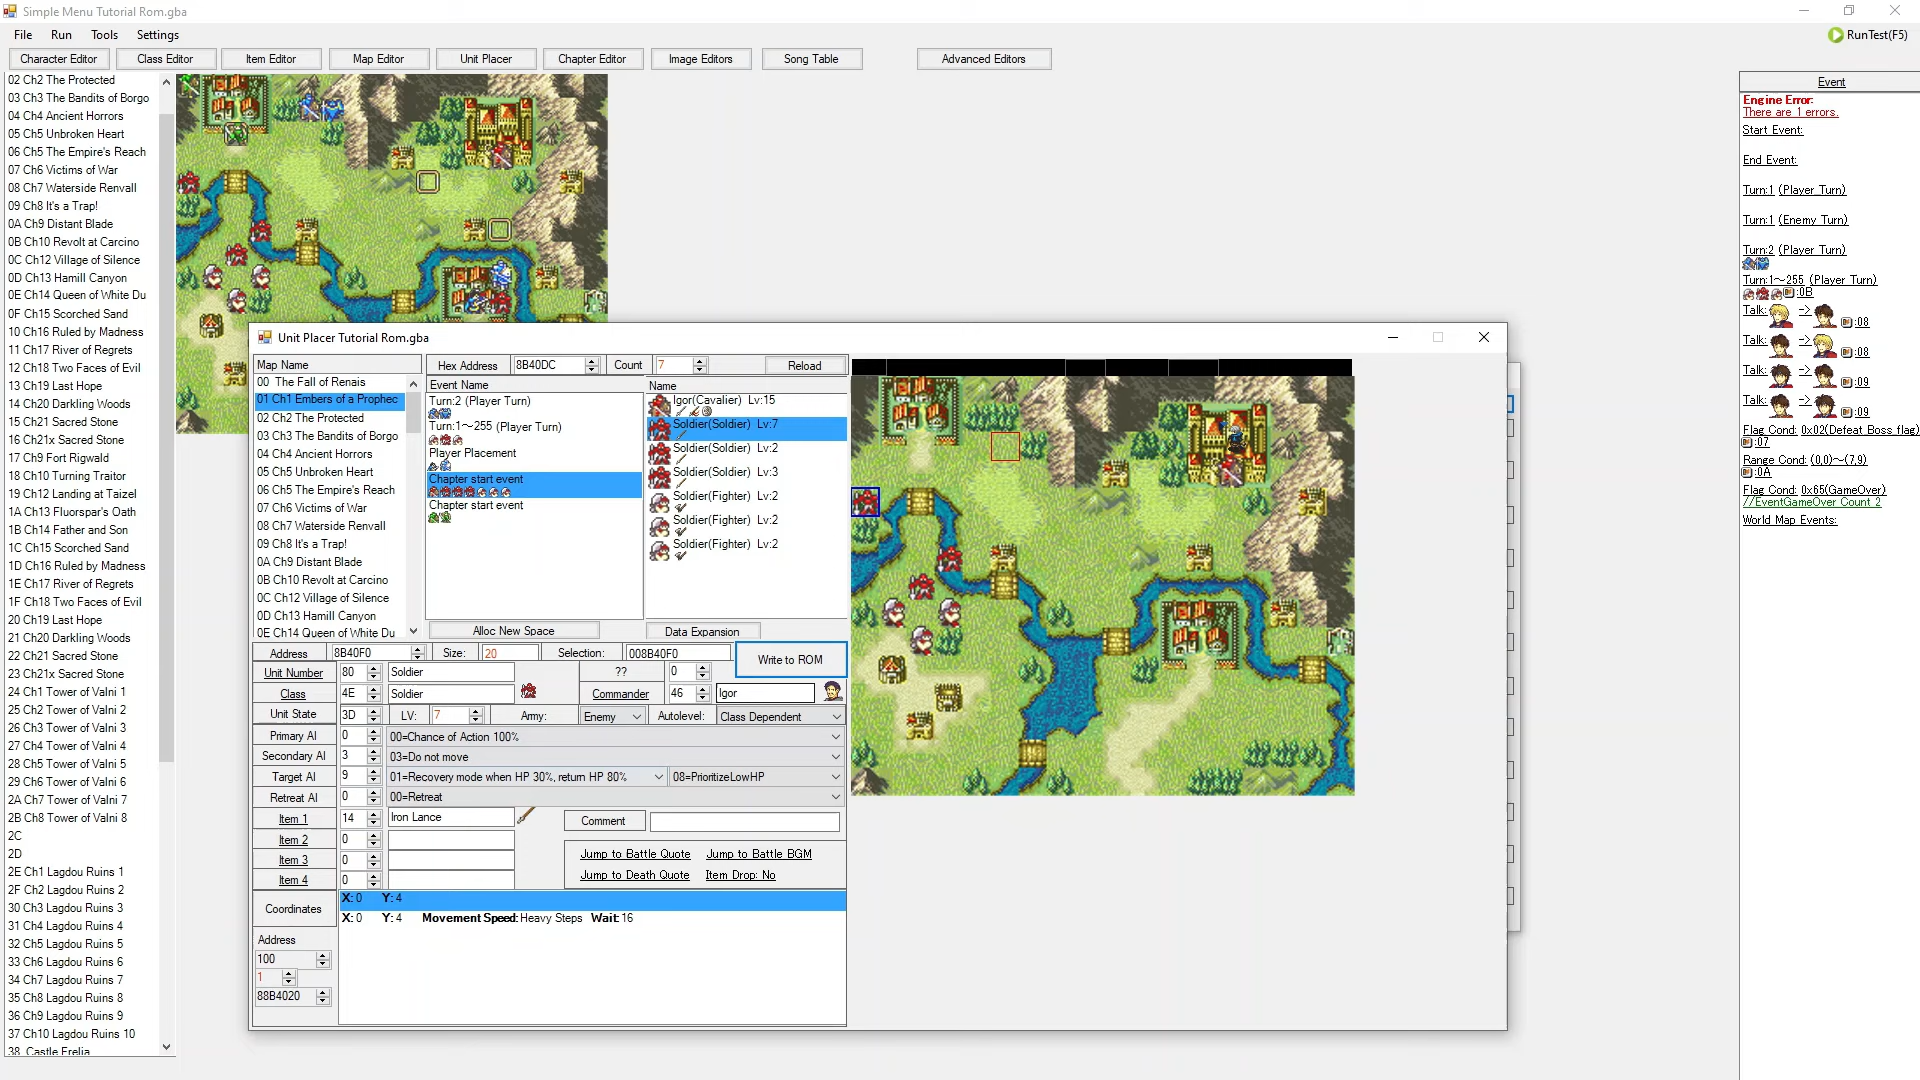 Simple Menu Tutorial Rom.gba
File Run Tools Settings
RunTest(F5)
Character Editor Class Editor Item Editor Map Editor Unit Placer Chapter Editor Image Editors Song Table Advanced Editors
02 Ch2 The Protected
03 Ch3 The Bandits of Borgo
04 Ch4 Ancient Horrors
05 Ch5 Unbroken Heart
06 Ch5 The Empire's Reach
07 Ch6 Victims of War
08 Ch7 Waterside Renvall
09 Ch8 It's a Trap!
0A Ch9 Distant Blade
0B Ch10 Revolt at Carcino
0C Ch12 Village of Silence
0D Ch13 Hamill Canyon
0E Ch14 Queen of White Du
0F Ch15 Scorched Sand
10 Ch16 Ruled by Madness
11 Ch17 River of Regrets
12 Ch18 Two Faces of Evil
13 Ch19 Last Hope
14 Ch20 Darkling Woods
15 Ch21 Sacred Stone
16 Ch21x Sacred Stone
17 Ch9 Fort Rigwald
18 Ch10 Turning Traitor
19 Ch12 Landing at Taizel
1A Ch13 Fluorspar's Oath
1B Ch14 Father and Son
1C Ch15 Scorched Sand
1D Ch16 Ruled by Madness
1E Ch17 River of Regrets
1F Ch18 Two Faces of Evil
20 Ch19 Last Hope
21 Ch20 Darkling Woods
22 Ch21 Sacred Stone
23 Ch21x Sacred Stone
24 Ch1 Tower of Valni 1
25 Ch2 Tower of Valni 2
26 Ch3 Tower of Valni 3
27 Ch4 Tower of Valni 4
28 Ch5 Tower of Valni 5
29 Ch6 Tower of Valni 6
2A Ch7 Tower of Valni 7
2B Ch8 Tower of Valni 8
2C
2D
2E Ch1 Lagdou Ruins 1
2F Ch2 Lagdou Ruins 2
30 Ch3 Lagdou Ruins 3
31 Ch4 Lagdou Ruins 4
32 Ch5 Lagdou Ruins 5
33 Ch6 Lagdou Ruins 6
34 Ch7 Lagdou Ruins 7
35 Ch8 Lagdou Ruins 8
36 Ch9 Lagdou Ruins 9
37 Ch10 Lagdou Ruins 10
38 Castle Frelia
Unit Placer Tutorial Rom.gba
Map Name
00 The Fall of Renais
01 Ch1 Embers of a Prophec
02 Ch2 The Protected
03 Ch3 The Bandits of Borgo
04 Ch4 Ancient Horrors
05 Ch5 Unbroken Heart
06 Ch5 The Empire's Reach
07 Ch6 Victims of War
08 Ch7 Waterside Renvall
09 Ch8 It's a Trap!
0A Ch9 Distant Blade
0B Ch10 Revolt at Carcino
0C Ch12 Village of Silence
0D Ch13 Hamill Canyon
0E Ch14 Queen of White Du
Hex Address 8B40DC Count 7 Reload
Event Name
Turn:2 (Player Turn)
Turn:1～255 (Player Turn)
Player Placement
Chapter start event
Chapter start event
Alloc New Space
Name
Igor(Cavalier) Lv:15
Soldier(Soldier) Lv:7
Soldier(Soldier) Lv:2
Soldier(Soldier) Lv:3
Soldier(Fighter) Lv:2
Soldier(Fighter) Lv:2
Soldier(Fighter) Lv:2
Data Expansion
Address 8B40F0 Size: 20 Selection: 008B40F0 Write to ROM
Unit Number 80 Soldier ?? 0
Class 4E Soldier Commander 46 Igor
Unit State 3D LV: 7 Army: Enemy Autolevel: Class Dependent
Primary AI 0 00=Chance of Action 100%
Secondary AI 3 03=Do not move
Target AI 9 01=Recovery mode when HP 30%, return HP 80% 08=PrioritizeLowHP
Retreat AI 0 00=Retreat
Item 1 14 Iron Lance Comment
Item 2 0
Item 3 0 Jump to Battle Quote Jump to Battle BGM
Item 4 0 Jump to Death Quote Item Drop: No
Coordinates
X: 0 Y: 4
X: 0 Y: 4 Movement Speed: Heavy Steps Wait: 16
Address
100
1
88B4020
Event
Engine Error:
There are 1 errors.
Start Event:
End Event:
Turn:1 (Player Turn)
Turn:1 (Enemy Turn)
Turn:2 (Player Turn)
Turn:1～255 (Player Turn)
:0B
Talk: -> :08
Talk: -> :08
Talk: -> :09
Talk: -> :09
Flag Cond: 0x02(Defeat Boss flag)
:07
Range Cond: (0,0)～(7,9)
:0A
Flag Cond: 0x65(GameOver)
//EventGameOver Count 2
World Map Events: